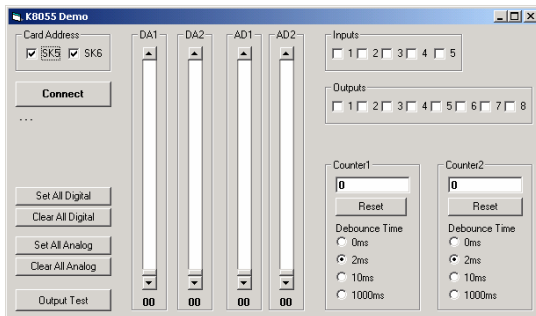 K8055 Demo
Card Address
SK5 SK6
Connect
...
Set All Digital
Clear All Digital
Set All Analog
Clear All Analog
Output Test
DA1 DA2 AD1 AD2
00 00 00 00
Inputs
1 2 3 4 5
Outputs
1 2 3 4 5 6 7 8
Counter1
0
Reset
Debounce Time
0ms
2ms
10ms
1000ms
Counter2
0
Reset
Debounce Time
0ms
2ms
10ms
1000ms